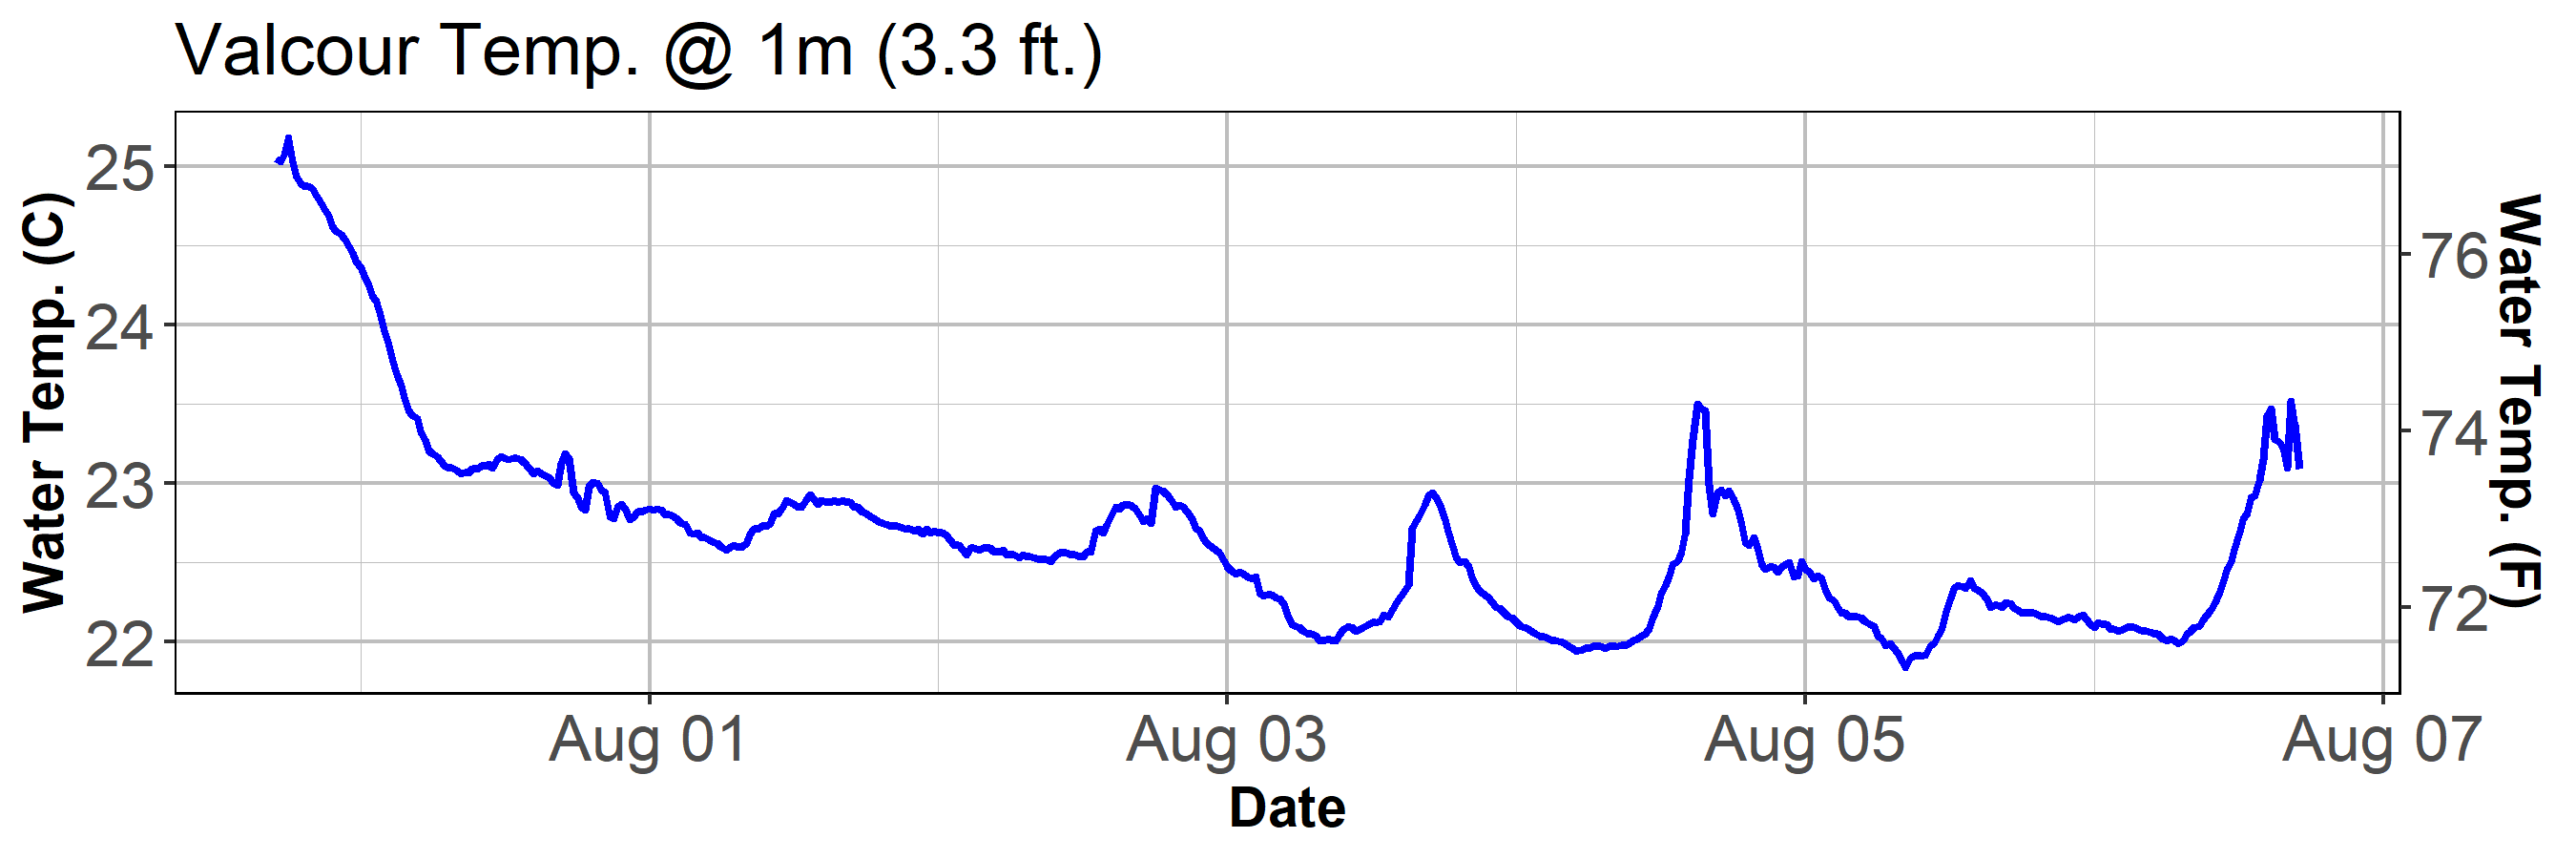 Valcour Temp. @ 1m (3.3 ft.)
Water Temp. (C)
25
24
23
22
76
74
72
Water Temp. (F)
Aug 01 Aug 03 Aug 05 Aug 07
Date